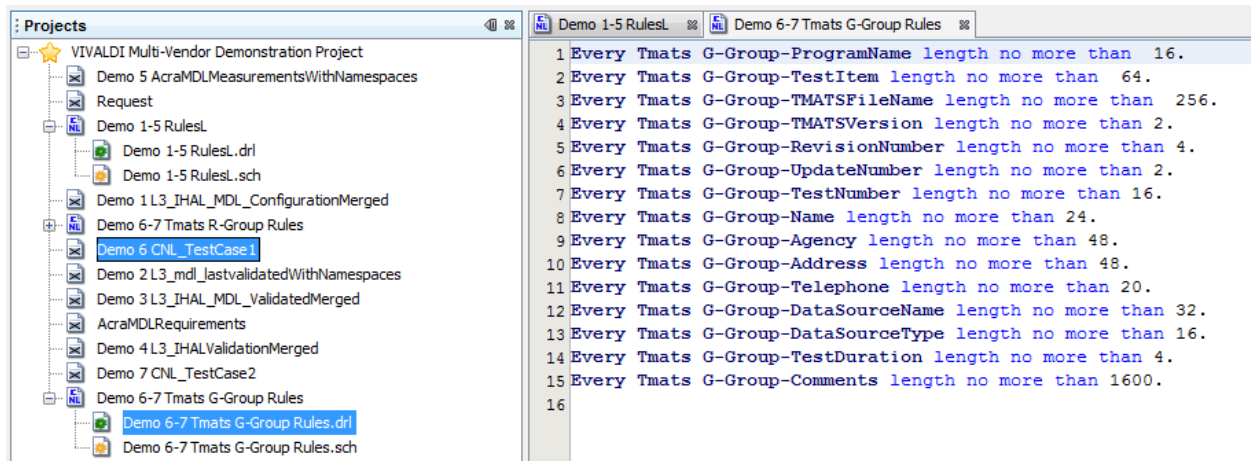 Projects
VIVALDI Multi-Vendor Demonstration Project
Demo 5 AcraMDLMeasurementsWithNamespaces
Request
Demo 1-5 RulesL
Demo 1-5 RulesL.drl
Demo 1-5 RulesL.sch
Demo 1 L3_IHAL_MDL_ConfigurationMerged
Demo 6-7 Tmats R-Group Rules
Demo 6 CNL_TestCase1
Demo 2 L3_mdl_lastvalidatedWithNamespaces
Demo 3 L3_IHAL_MDL_ValidatedMerged
AcraMDLRequirements
Demo 4 L3_IHALValidationMerged
Demo 7 CNL_TestCase2
Demo 6-7 Tmats G-Group Rules
Demo 6-7 Tmats G-Group Rules.drl
Demo 6-7 Tmats G-Group Rules.sch
Demo 1-5 RulesL Demo 6-7 Tmats G-Group Rules
1 Every Tmats G-Group-ProgramName length no more than  16.
2 Every Tmats G-Group-TestItem length no more than  64.
3 Every Tmats G-Group-TMATSFileName length no more than  256.
4 Every Tmats G-Group-TMATSVersion length no more than 2.
5 Every Tmats G-Group-RevisionNumber length no more than 4.
6 Every Tmats G-Group-UpdateNumber length no more than 2.
7 Every Tmats G-Group-TestNumber length no more than 16.
8 Every Tmats G-Group-Name length no more than 24.
9 Every Tmats G-Group-Agency length no more than 48.
10 Every Tmats G-Group-Address length no more than 48.
11 Every Tmats G-Group-Telephone length no more than 20.
12 Every Tmats G-Group-DataSourceName length no more than 32.
13 Every Tmats G-Group-DataSourceType length no more than 16.
14 Every Tmats G-Group-TestDuration length no more than 4.
15 Every Tmats G-Group-Comments length no more than 1600.
16